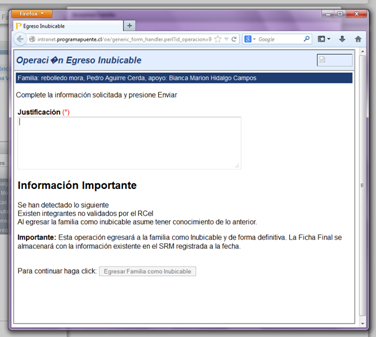 Firefox
Egreso Inubicable
intranet.programapuente.cl/ve/generic_form_handler.perl?id_operacion=9
Operaci�n Egreso Inubicable
Familia: rebolledo mora, Pedro Aguirre Cerda, apoyo: Bianca Marion Hidalgo Campos
Complete la información solicitada y presione Enviar
Justificación (*)
Información Importante
Se han detectado lo siguiente
Existen integrantes no validados por el RCel
Al egresar la familia como inubicable asume tener conocimiento de lo anterior.
Importante: Esta operación egresará a la familia como Inubicable y de forma definitiva. La Ficha Final se
almacenará con la información existente en el SRM registrada a la fecha.
Para continuar haga click: Egresar Familia como Inubicable